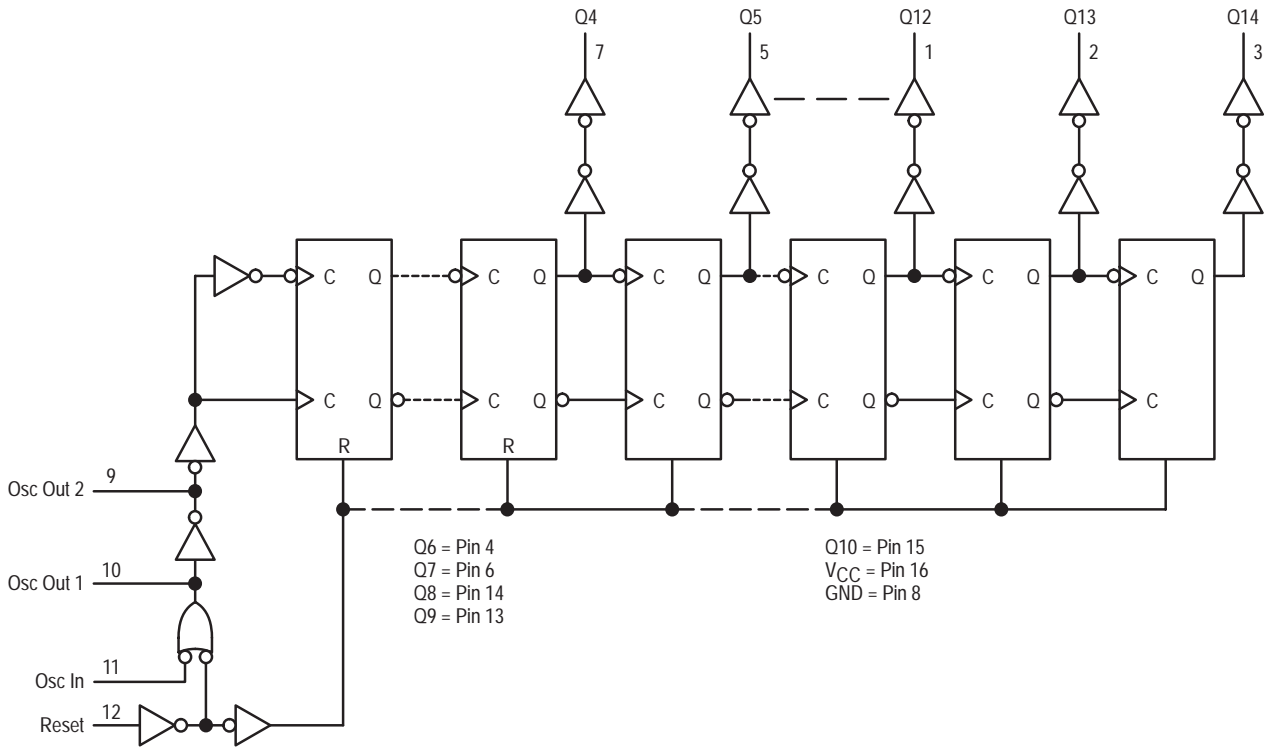 Q4 Q5 Q12 Q13 Q14
7 5 1 2 3
C Q C Q C Q C Q C Q C Q
C Q C Q C Q C Q C Q C
R R
Osc Out 2 9
Osc Out 1 10
Osc In 11
Reset 12
Q6 = Pin 4
Q7 = Pin 6
Q8 = Pin 14
Q9 = Pin 13
Q10 = Pin 15
VCC = Pin 16
GND = Pin 8